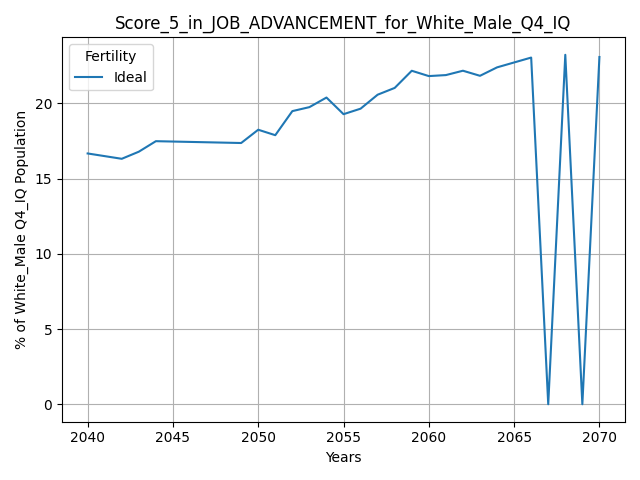 Score_5_in_JOB_ADVANCEMENT_for_White_Male_Q4_IQ
Fertility
Ideal
% of White_Male Q4_IQ Population
20
15
10
5
0
2040 2045 2050 2055 2060 2065 2070
Years